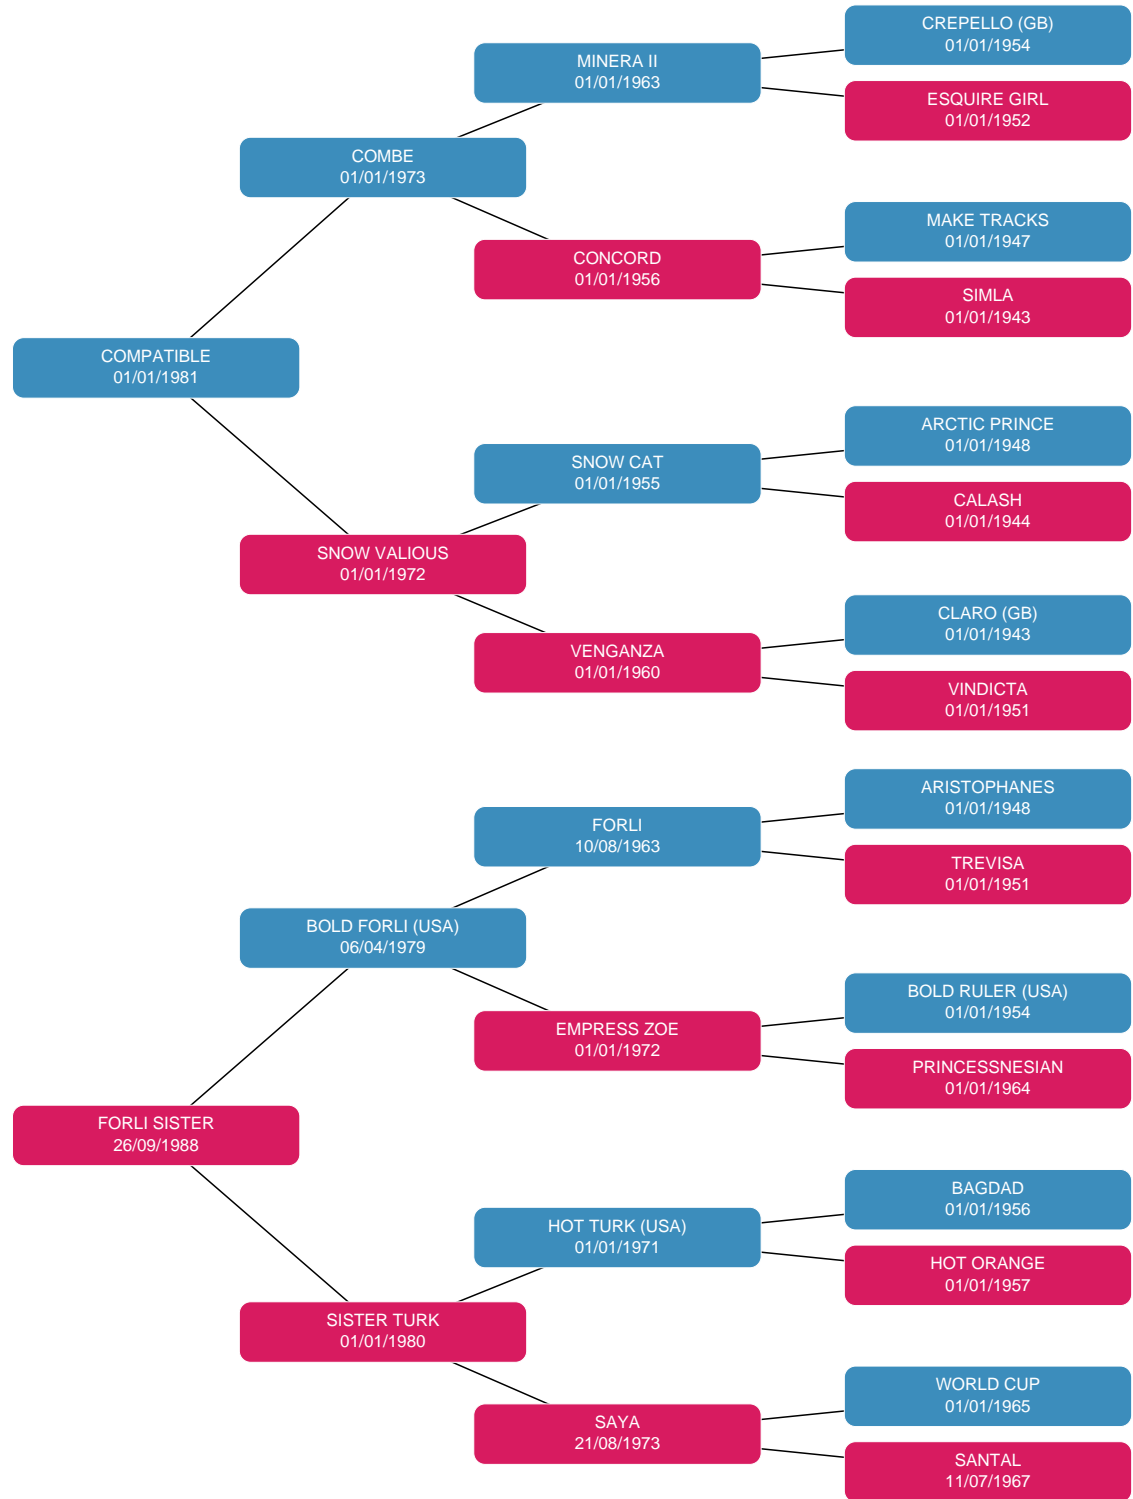 CREPELLO (GB)
01/01/1954
MINERA II
01/01/1963
ESQUIRE GIRL
01/01/1952
COMBE
01/01/1973
MAKE TRACKS
01/01/1947
CONCORD
01/01/1956
SIMLA
01/01/1943
COMPATIBLE
01/01/1981
ARCTIC PRINCE
01/01/1948
SNOW CAT
01/01/1955
CALASH
01/01/1944
SNOW VALIOUS
01/01/1972
CLARO (GB)
01/01/1943
VENGANZA
01/01/1960
VINDICTA
01/01/1951
ARISTOPHANES
01/01/1948
FORLI
10/08/1963
TREVISA
01/01/1951
BOLD FORLI (USA)
06/04/1979
BOLD RULER (USA)
01/01/1954
EMPRESS ZOE
01/01/1972
PRINCESSNESIAN
01/01/1964
FORLI SISTER
26/09/1988
BAGDAD
01/01/1956
HOT TURK (USA)
01/01/1971
HOT ORANGE
01/01/1957
SISTER TURK
01/01/1980
WORLD CUP
01/01/1965
SAYA
21/08/1973
SANTAL
11/07/1967